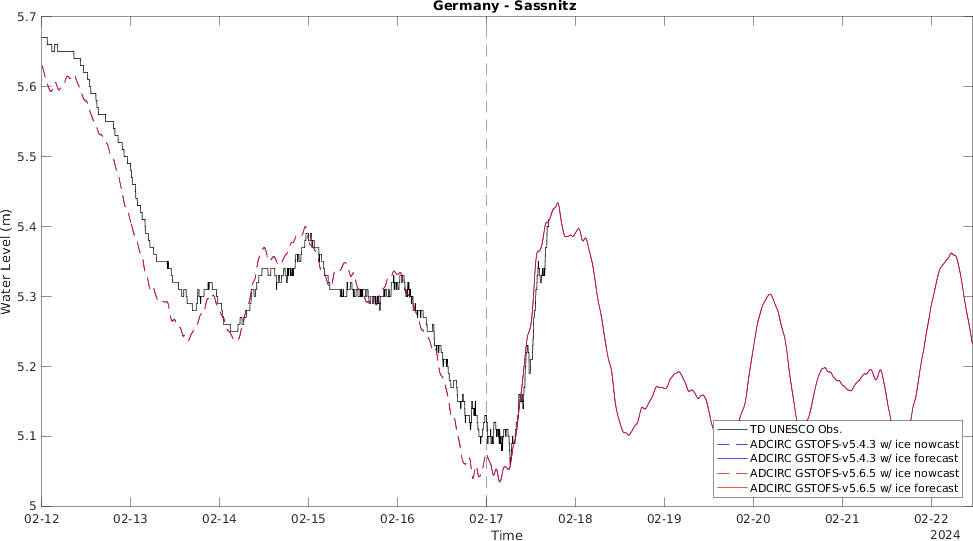 Germany - Sassnitz
5.7
5.6
5.5
5.4
5.3
5.2
5.1
5
Water Level (m)
TD UNESCO Obs.
ADCIRC GSTOFS-v5.4.3 w/ ice nowcast
ADCIRC GSTOFS-v5.4.3 w/ ice forecast
ADCIRC GSTOFS-v5.6.5 w/ ice nowcast
ADCIRC GSTOFS-v5.6.5 w/ ice forecast
02-12 02-13 02-14 02-15 02-16 02-17 02-18 02-19 02-20 02-21 02-22
Time
2024